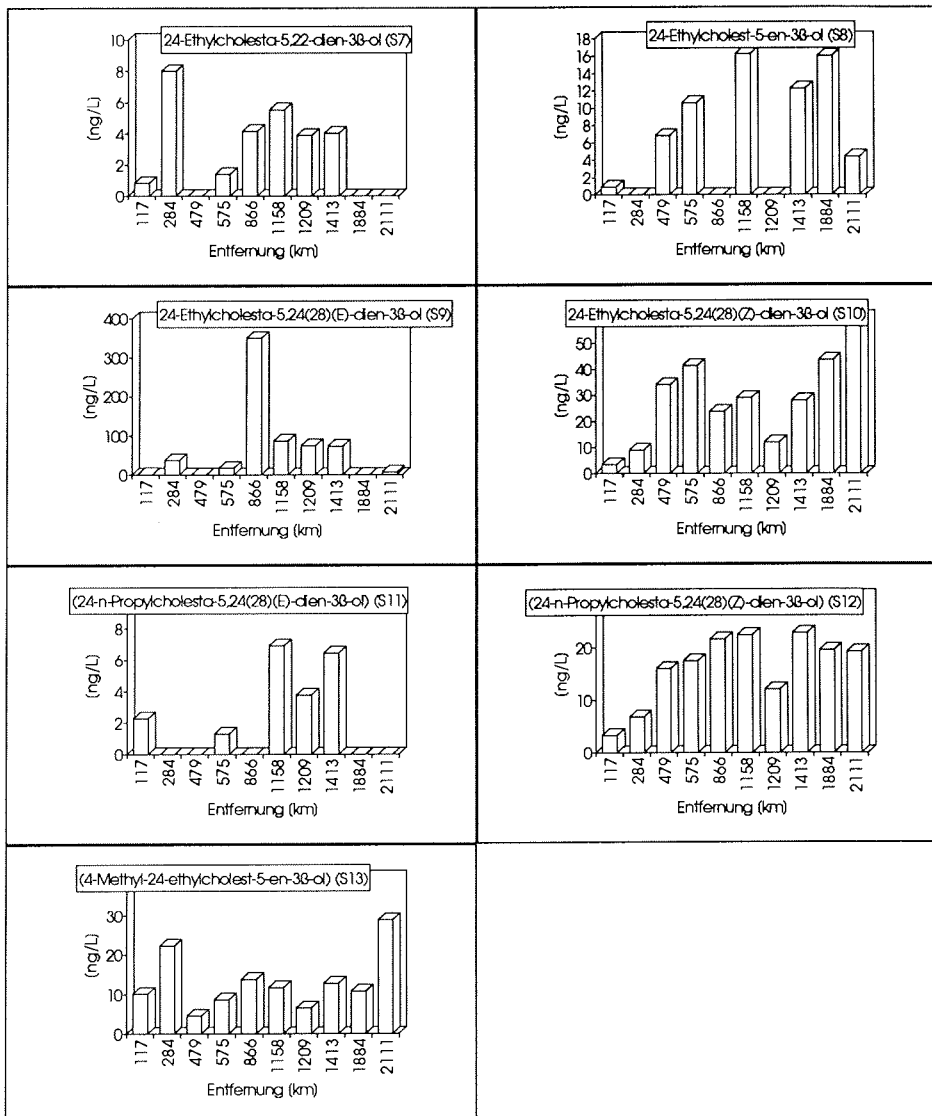 24-Ethylcholesta-5,22-dien-3ß-ol (S7)
(ng/L)
10
8
6
4
2
0
117 284 479 575 866 1158 1209 1413 1884 2111
Entfernung (km)
24-Ethylcholest-5-en-3ß-ol (S8)
(ng/L)
18
16
14
12
10
8
6
4
2
0
117 284 479 575 866 1158 1209 1413 1884 2111
Entfernung (km)
24-Ethylcholesta-5,24(28)(E)-dien-3ß-ol (S9)
(ng/L)
400
300
200
100
0
117 284 479 575 866 1158 1209 1413 1884 2111
Entfernung (km)
24-Ethylcholesta-5,24(28)(Z)-dien-3ß-ol (S10)
(ng/L)
50
40
30
20
10
0
117 284 479 575 866 1158 1209 1413 1884 2111
Entfernung (km)
(24-n-Propylcholesta-5,24(28)(E)-dien-3ß-ol) (S11)
(ng/L)
8
6
4
2
0
117 284 479 575 866 1158 1209 1413 1884 2111
Entfernung (km)
(24-n-Propylcholesta-5,24(28)(Z)-dien-3ß-ol) (S12)
(ng/L)
20
10
0
117 284 479 575 866 1158 1209 1413 1884 2111
Entfernung (km)
(4-Methyl-24-ethylcholest-5-en-3ß-ol) (S13)
(ng/L)
30
20
10
0
117 284 479 575 866 1158 1209 1413 1884 2111
Entfernung (km)